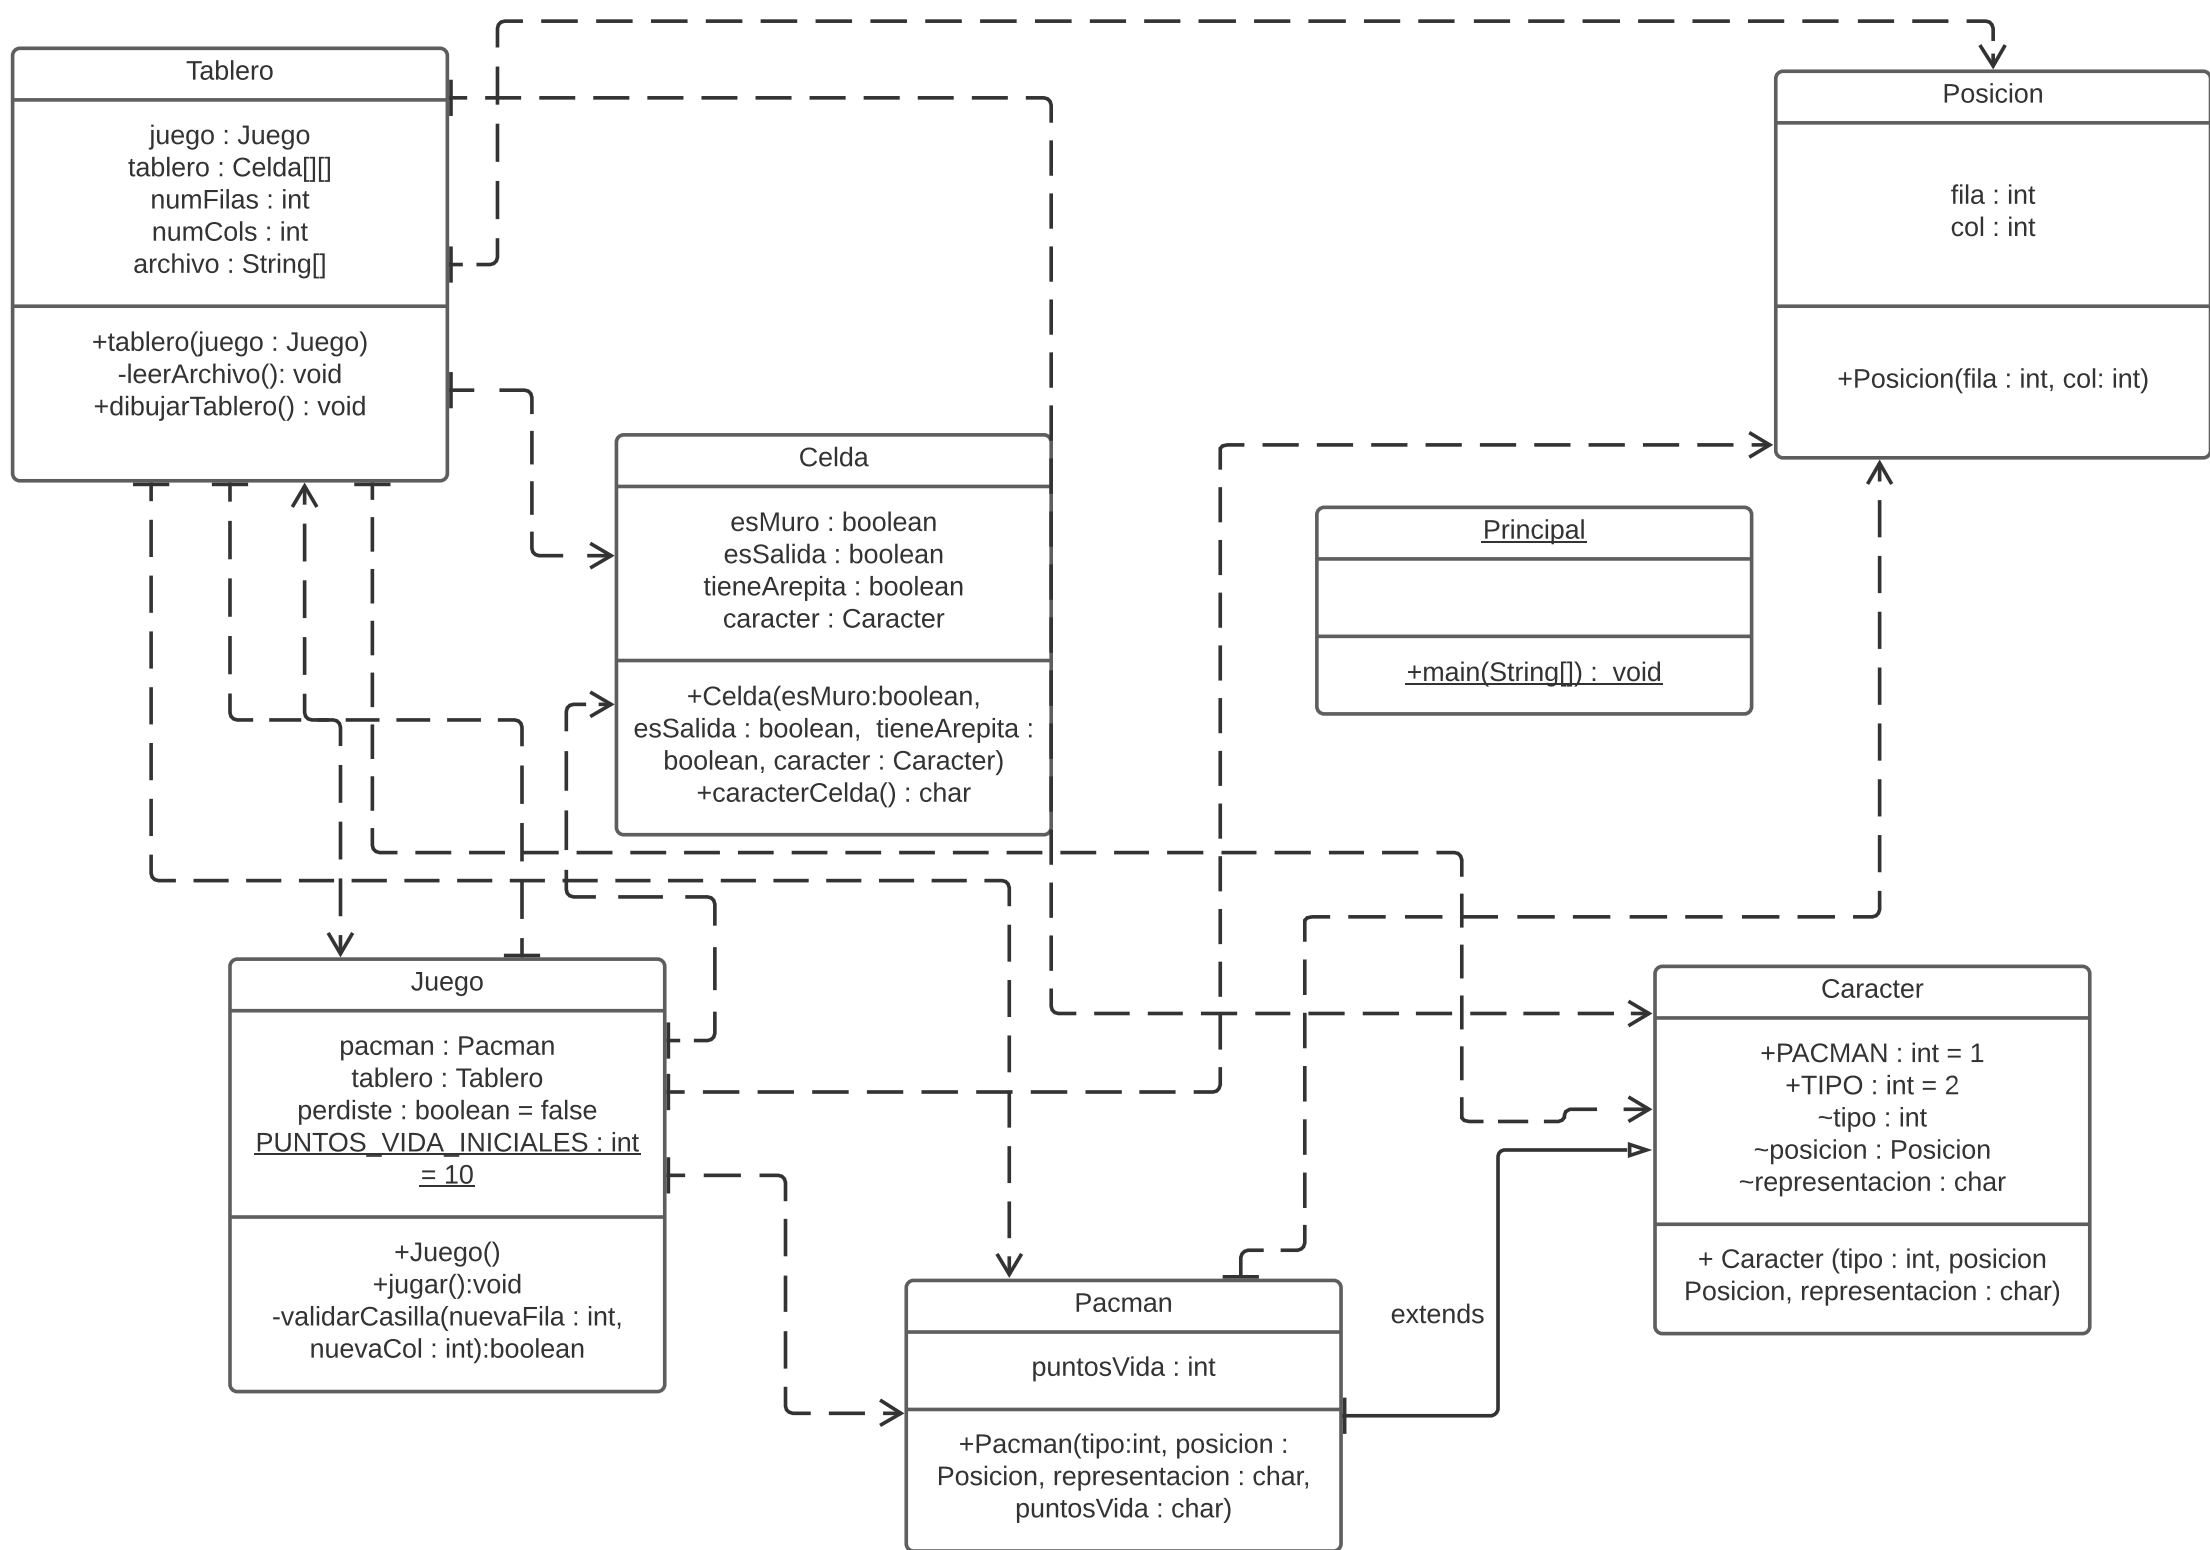 Tablero
juego : Juego
tablero : Celda[][]
numFilas : int
numCols : int
archivo : String[]
+tablero(juego : Juego)
-leerArchivo(): void
+dibujarTablero() : void
Posicion
fila : int
col : int
+Posicion(fila : int, col: int)
Celda
esMuro : boolean
esSalida : boolean
tieneArepita : boolean
caracter : Caracter
+Celda(esMuro:boolean,
esSalida : boolean,  tieneArepita :
boolean, caracter : Caracter)
+caracterCelda() : char
Principal
+main(String[]) :  void
Juego
pacman : Pacman
tablero : Tablero
perdiste : boolean = false
PUNTOS_VIDA_INICIALES : int
= 10
+Juego()
+jugar():void
-validarCasilla(nuevaFila : int,
nuevaCol : int):boolean
Caracter
+PACMAN : int = 1
+TIPO : int = 2
~tipo : int
~posicion : Posicion
~representacion : char
+ Caracter (tipo : int, posicion
Posicion, representacion : char)
extends
Pacman
puntosVida : int
+Pacman(tipo:int, posicion :
Posicion, representacion : char,
puntosVida : char)